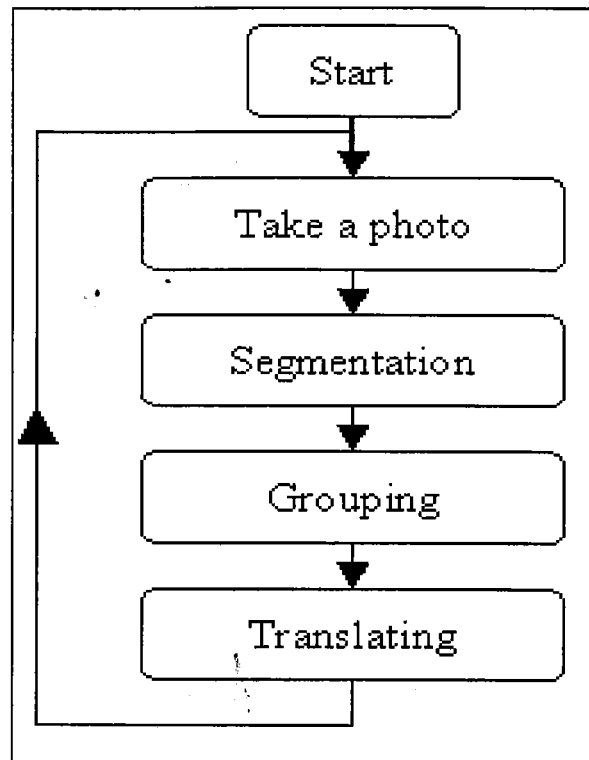 Start
Take a photo
Segmentation
Grouping
Translating